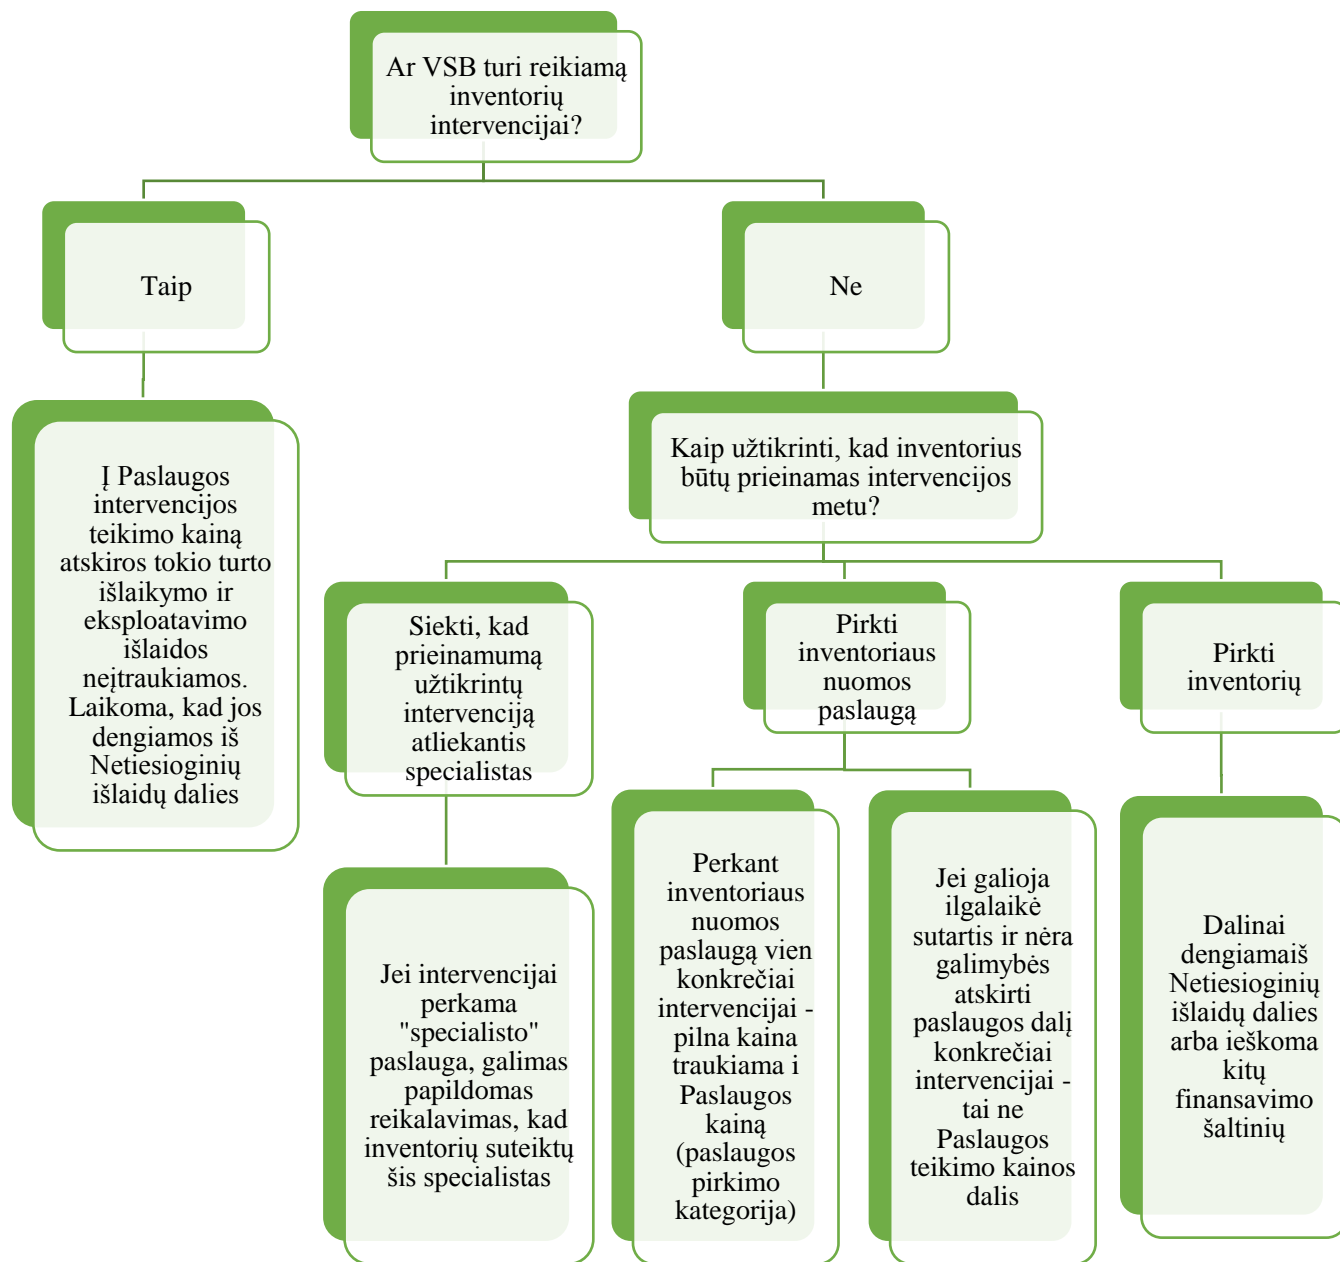 Ar VSB turi reikiamą
inventorių
intervencijai?
Taip
Ne
Į Paslaugos
intervencijos
teikimo kainą
atskiros tokio turto
išlaikymo ir
eksploatavimo
išlaidos
neįtraukiamos.
Laikoma, kad jos
dengiamos iš
Netiesioginių
išlaidų dalies
Kaip užtikrinti, kad inventorius
būtų prieinamas intervencijos
metu?
Siekti, kad
prieinamumą
užtikrintų
intervenciją
atliekantis
specialistas
Pirkti
inventoriaus
nuomos
paslaugą
Pirkti
inventorių
Jei intervencijai
perkama
"specialisto"
paslauga, galimas
papildomas
reikalavimas, kad
inventorių suteiktų
šis specialistas
Perkant
inventoriaus
nuomos
paslaugą vien
konkrečiai
intervencijai -
pilna kaina
traukiama i
Paslaugos
kainą
(paslaugos
pirkimo
kategorija)
Jei galioja
ilgalaikė
sutartis ir nėra
galimybės
atskirti
paslaugos dalį
konkrečiai
intervencijai -
tai ne
Paslaugos
teikimo kainos
dalis
Dalinai
dengiamaiš
Netiesioginių
išlaidų dalies
arba ieškoma
kitų
finansavimo
šaltinių